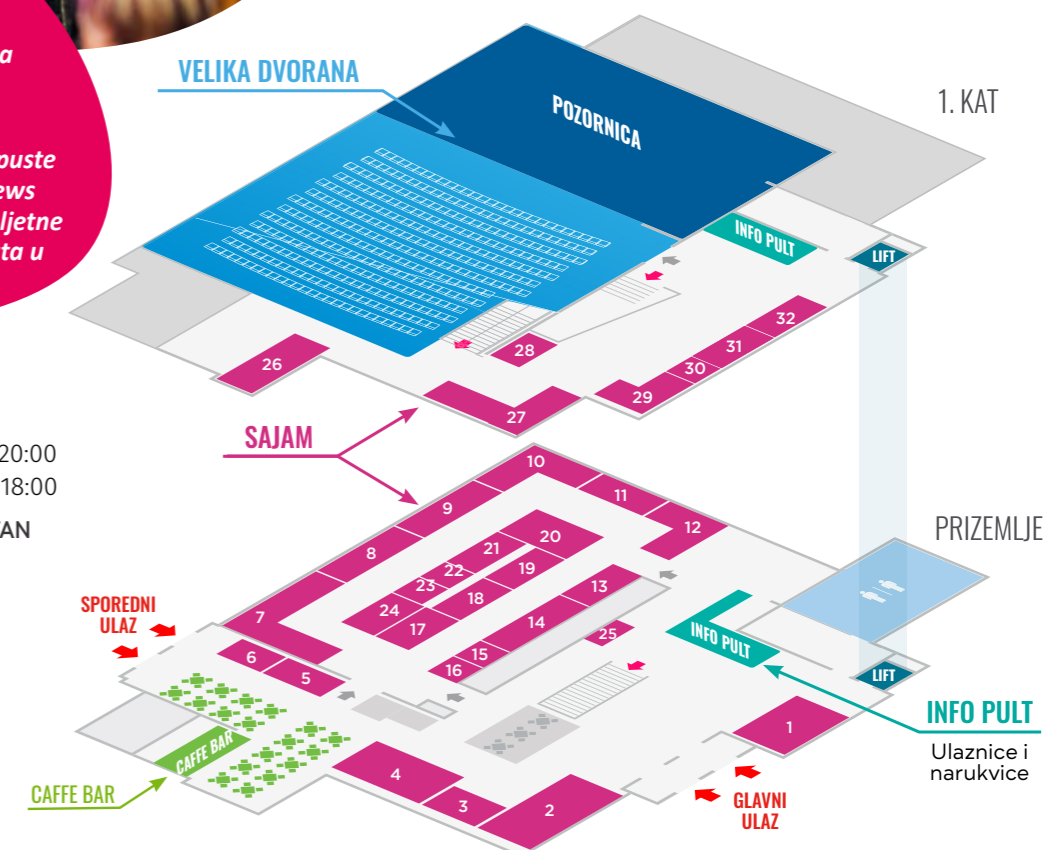 a
puste
ews
ljetne
ta u
VELIKA DVORANA
POZORNICA
1. KAT
INFO PULT
LIFT
32
31
30
29
28
27
26
20:00
18:00
SAJAM
10
9
11
8
12
20
21
22
19
23
13
24
18
14
17
7
25
15
16
6
5
PRIZEMLJE
SPOREDNI
ULAZ
INFO PULT
LIFT
1
INFO PULT
Ulaznice i
narukvice
CAFFE BAR
CAFFE BAR
4
3
2
GLAVNI
ULAZ